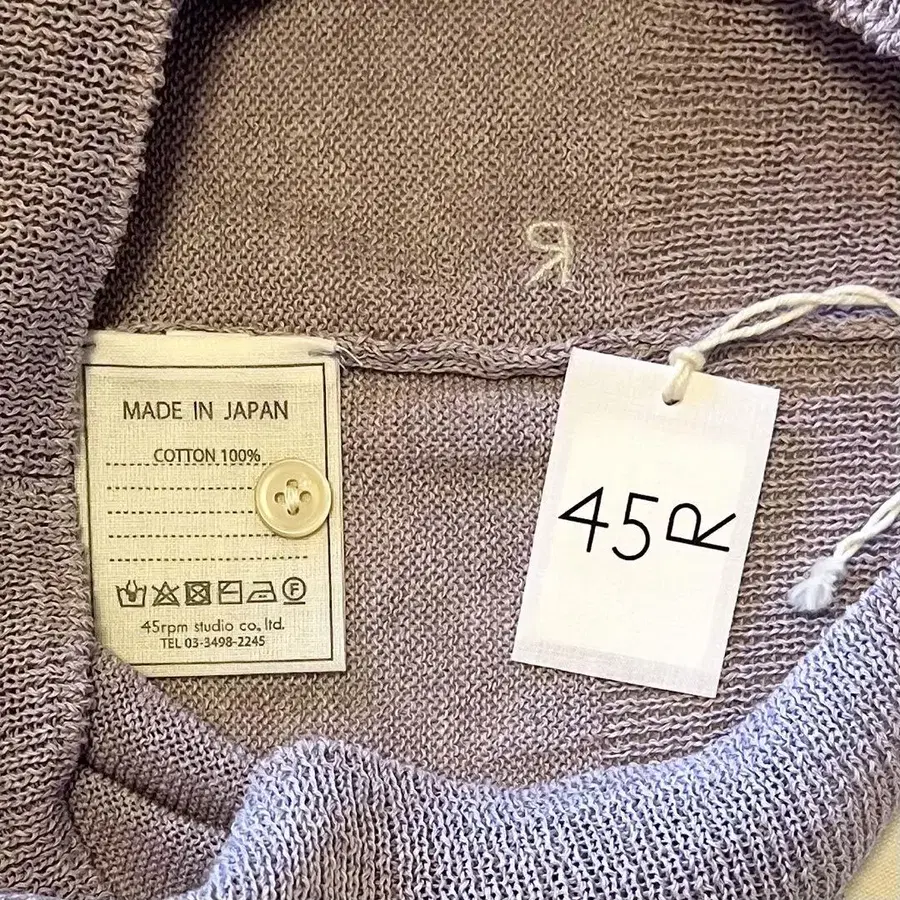 R
MADE IN JAPAN
COTTON 100%
F
45rpm studio co., ltd.
TEL 03-3498-2245
45R